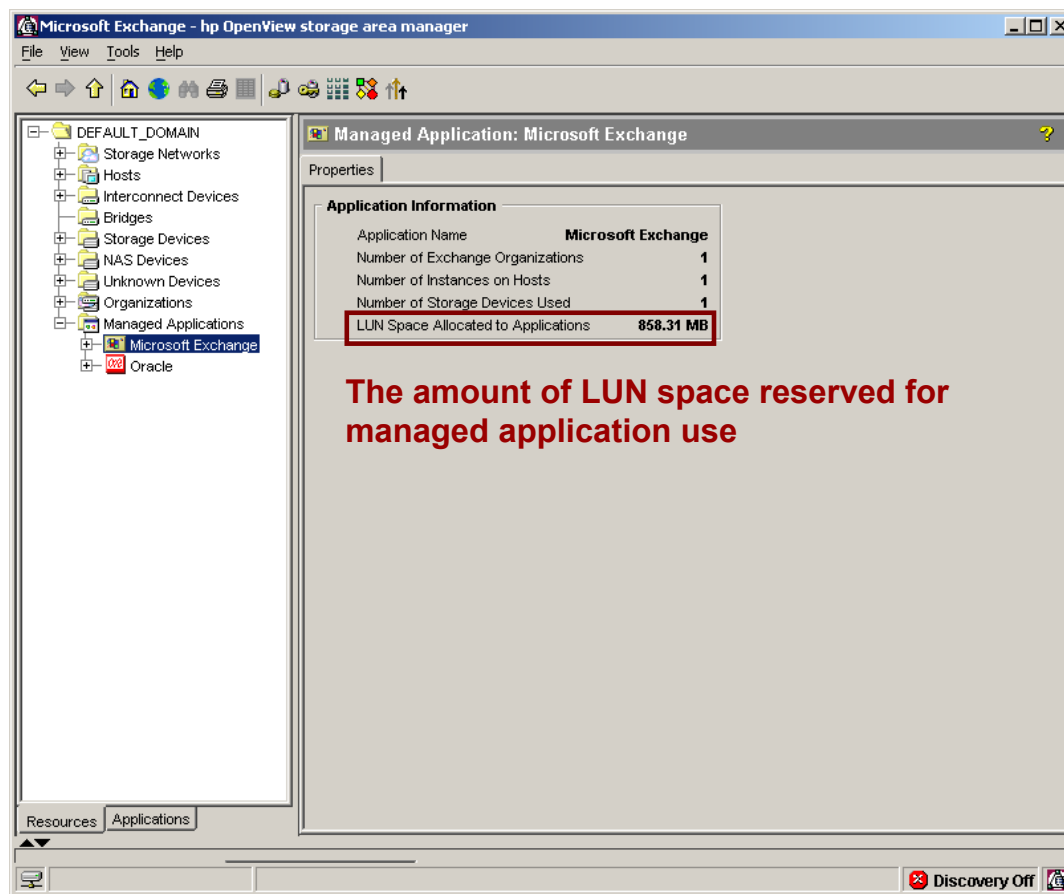 Microsoft Exchange - hp OpenView storage area manager
File View Tools Help
DEFAULT_DOMAIN
Storage Networks
Hosts
Interconnect Devices
Bridges
Storage Devices
NAS Devices
Unknown Devices
Organizations
Managed Applications
Microsoft Exchange
Oracle
Resources Applications
Managed Application: Microsoft Exchange ?
Properties
Application Information
Application Name Microsoft Exchange
Number of Exchange Organizations 1
Number of Instances on Hosts 1
Number of Storage Devices Used 1
LUN Space Allocated to Applications 858.31 MB
The amount of LUN space reserved for
managed application use
Discovery Off